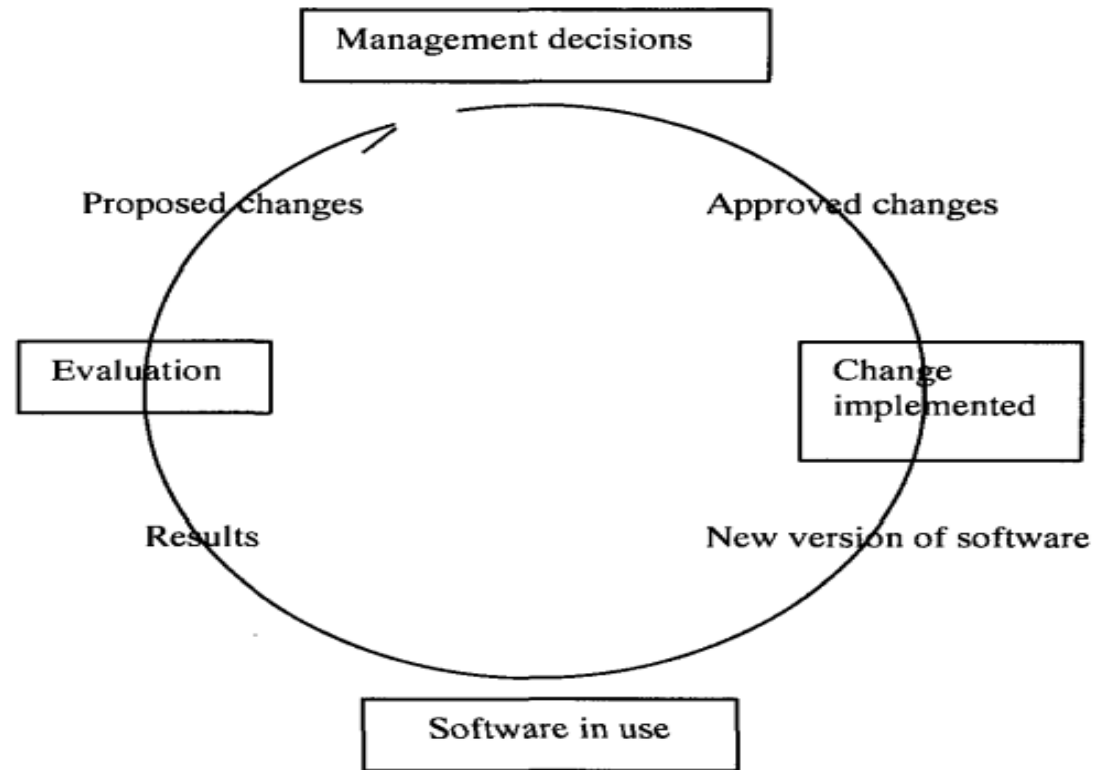 Management decisions
Proposed changes
Approved changes
Evaluation
Change
implemented
Results
New version of software
Software in use